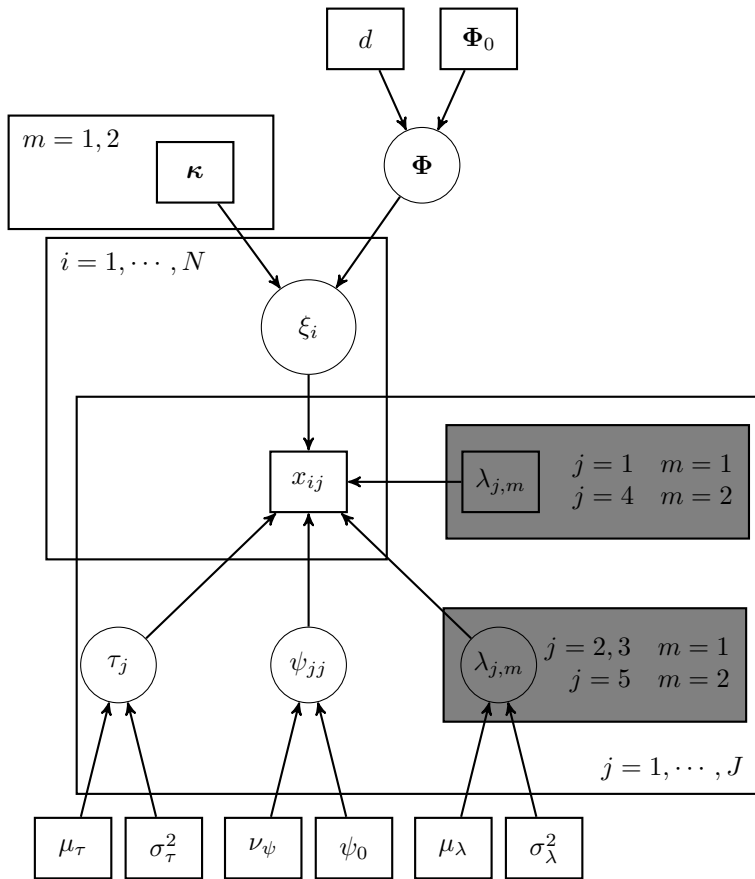 d
Φ₀
m = 1, 2
κ
Φ
i = 1, ⋯ , N
ξᵢ
xᵢⱼ
λⱼ,ₘ
j = 1 m = 1
j = 4 m = 2
τⱼ
ψⱼⱼ
λⱼ,ₘ
j = 2, 3 m = 1
j = 5 m = 2
j = 1, ⋯ , J
μ_τ
σ²_τ
ν_ψ
ψ₀
μ_λ
σ²_λ